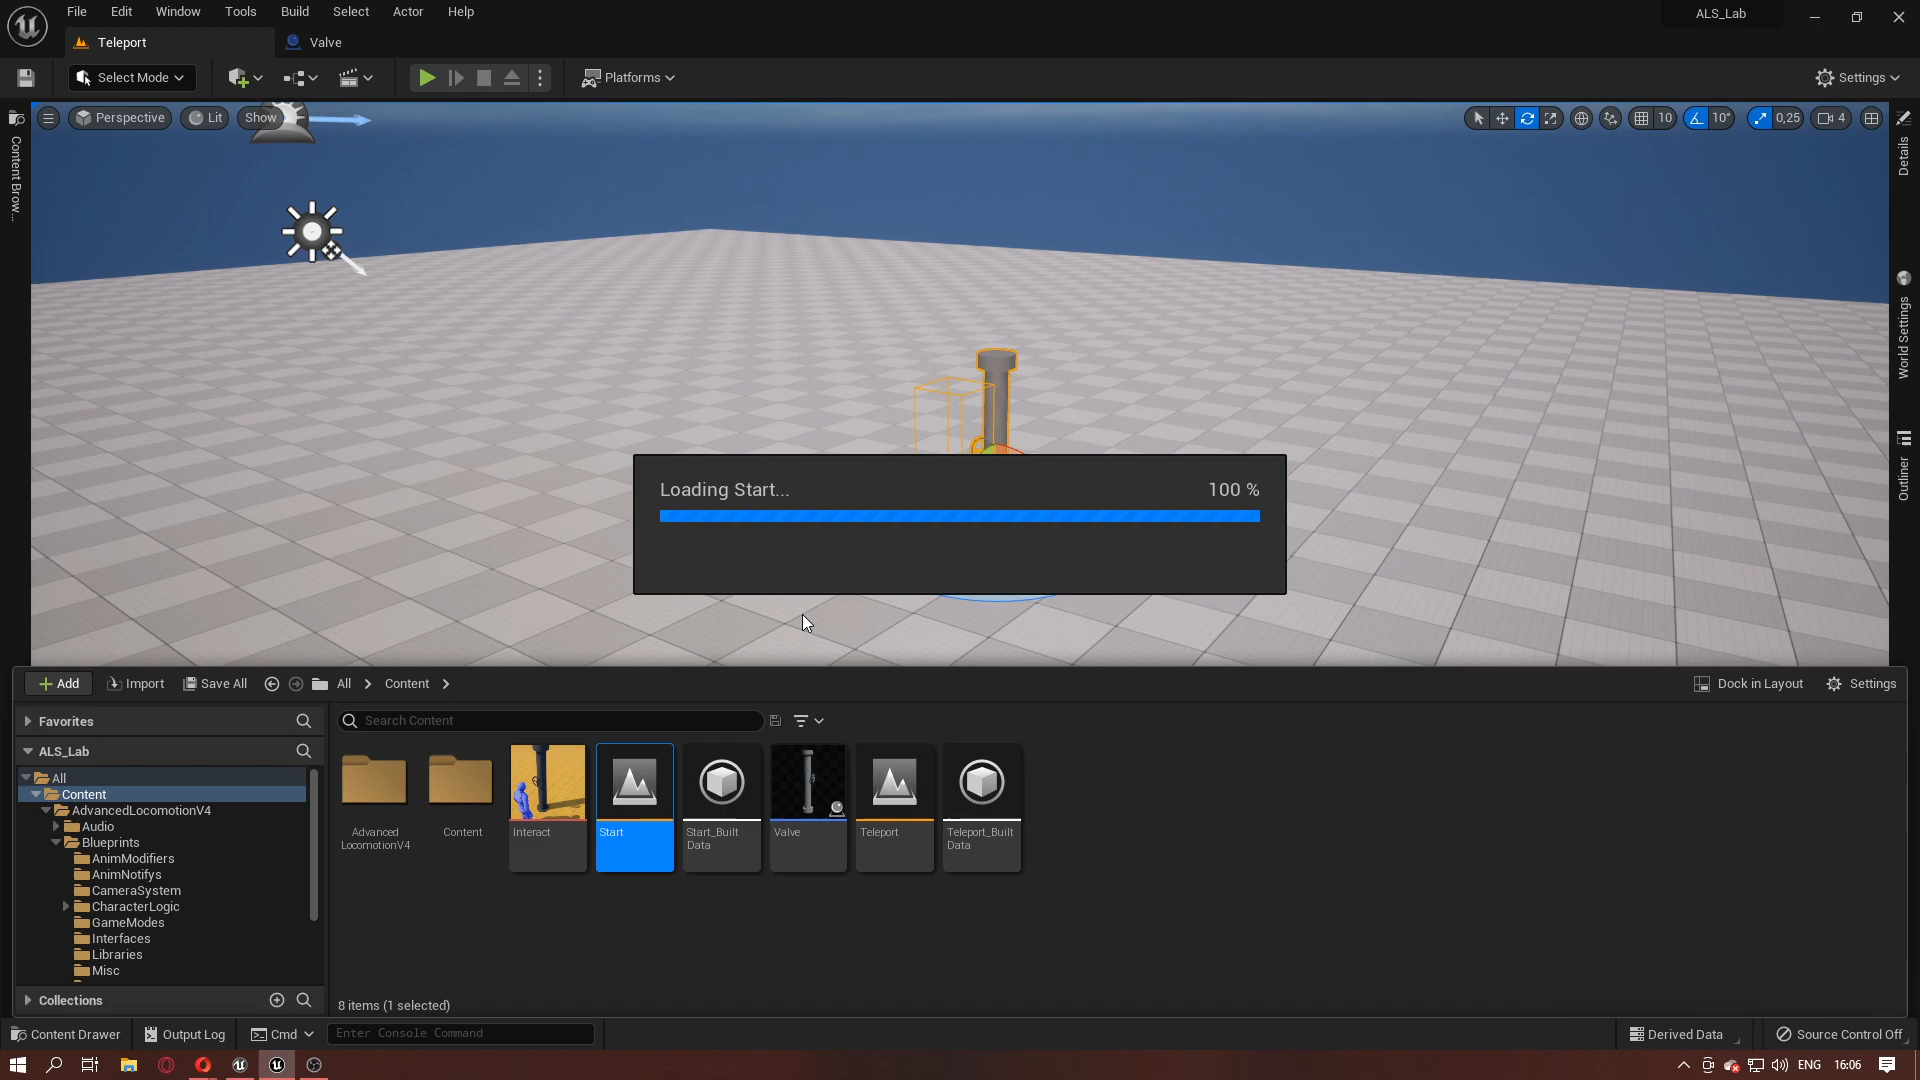 File Edit Window Tools Build Select Actor Help
ALS_Lab
Teleport
Valve
Select Mode
Platforms
Settings
Perspective
Lit
Show
10
10°
0,25
4
Content Brow...
Details
World Settings
Outliner
Loading Start...
100 %
Add
Import
Save All
All
Content
Dock in Layout
Settings
Favorites
Search Content
ALS_Lab
All
Content
AdvancedLocomotionV4
Audio
Blueprints
AnimModifiers
AnimNotifys
CameraSystem
CharacterLogic
GameModes
Interfaces
Libraries
Misc
Collections
Advanced
LocomotionV4
Content
Interact
Start
Start_Built
Data
Valve
Teleport
Teleport_Built
Data
8 items (1 selected)
Content Drawer
Output Log
Cmd
Enter Console Command
Derived Data
Source Control Off
ENG
16:06